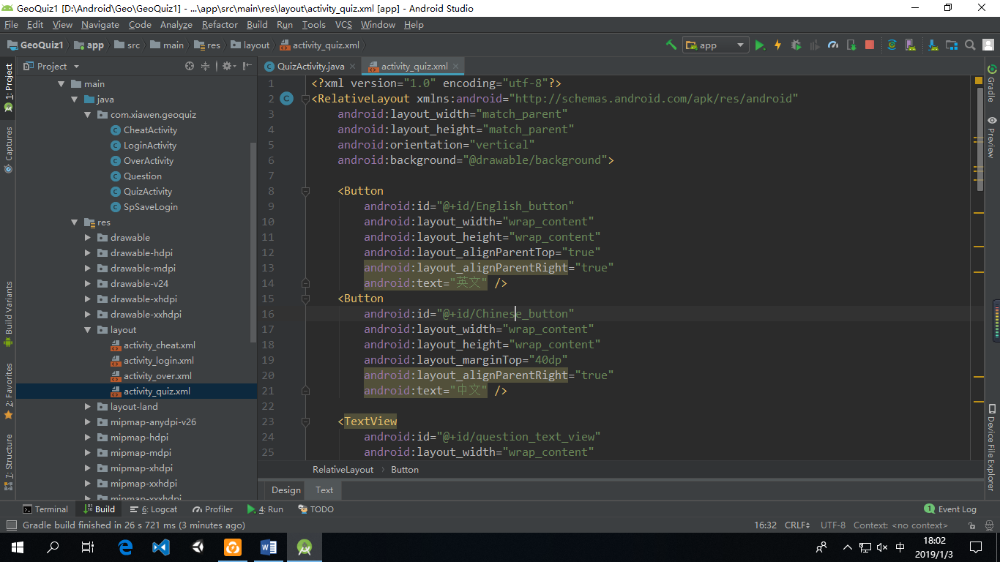 GeoQuiz1 [D:\Android\Geo\GeoQuiz1] - ...\app\src\main\res\layout\activity_quiz.xml [app] - Android Studio
File Edit View Navigate Code Analyze Refactor Build Run Tools VCS Window Help
GeoQuiz1 app src main res layout activity_quiz.xml app
Project
QuizActivity.java activity_quiz.xml
1: Project
Captures
Build Variants
2: Favorites
7: Structure
main
java
com.xiawen.geoquiz
CheatActivity
LoginActivity
OverActivity
Question
QuizActivity
SpSaveLogin
res
drawable
drawable-hdpi
drawable-mdpi
drawable-v24
drawable-xhdpi
drawable-xxhdpi
layout
activity_cheat.xml
activity_login.xml
activity_over.xml
activity_quiz.xml
layout-land
mipmap-anydpi-v26
mipmap-hdpi
mipmap-mdpi
mipmap-xhdpi
mipmap-xxhdpi
mipmap-xxxhdpi
1 <?xml version="1.0" encoding="utf-8"?>
2 <RelativeLayout xmlns:android="http://schemas.android.com/apk/res/android"
3 android:layout_width="match_parent"
4 android:layout_height="match_parent"
5 android:orientation="vertical"
6 android:background="@drawable/background">
7
8 <Button
9 android:id="@+id/English_button"
10 android:layout_width="wrap_content"
11 android:layout_height="wrap_content"
12 android:layout_alignParentTop="true"
13 android:layout_alignParentRight="true"
14 android:text="英文" />
15 <Button
16 android:id="@+id/Chinese_button"
17 android:layout_width="wrap_content"
18 android:layout_height="wrap_content"
19 android:layout_marginTop="40dp"
20 android:layout_alignParentRight="true"
21 android:text="中文" />
22
23 <TextView
24 android:id="@+id/question_text_view"
25 android:layout_width="wrap_content"
RelativeLayout Button
Design Text
Gradle
Preview
Device File Explorer
Terminal Build 6: Logcat Profiler 4: Run TODO 1 Event Log
Gradle build finished in 26 s 721 ms (3 minutes ago) 16:32 CRLF UTF-8 Context: <no context>
中 18:02
2019/1/3